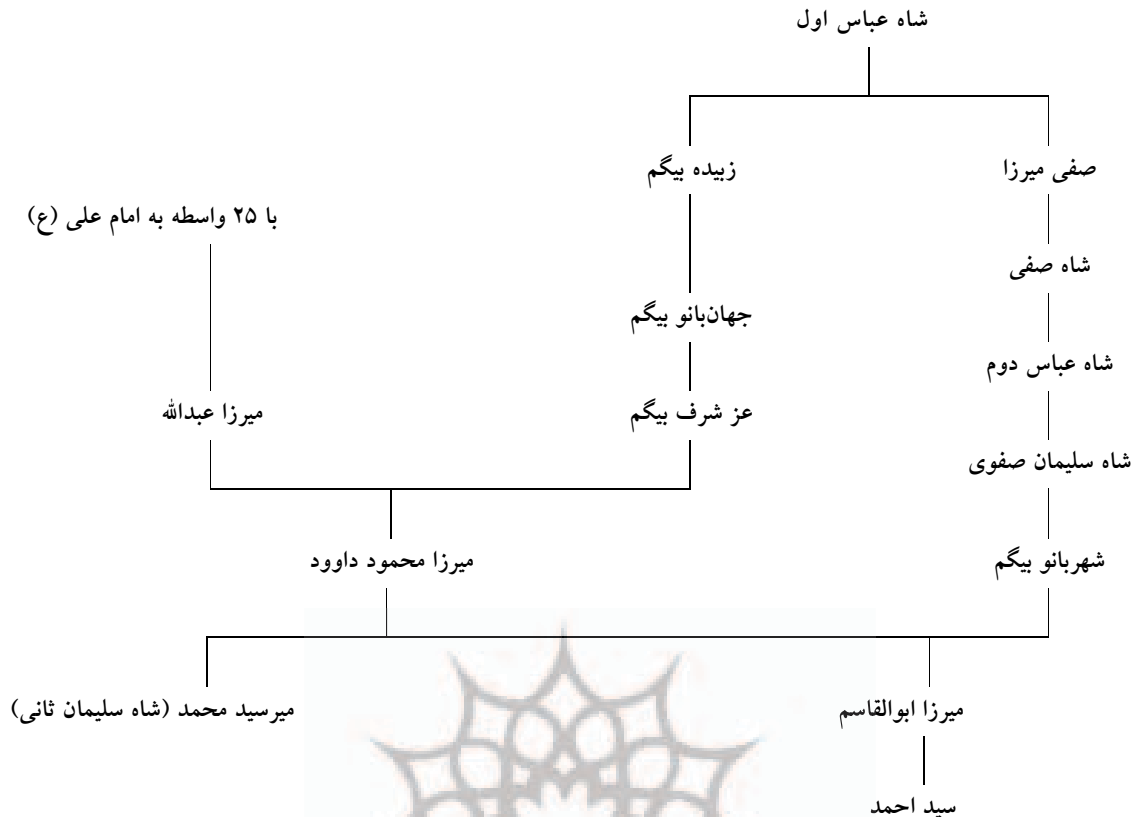 شاه عباس اول
صفی میرزا
زبیده بیگم
با ۲۵ واسطه به امام علی (ع)
شاه صفی
جهان‌بانو بیگم
شاه عباس دوم
عز شرف بیگم
میرزا عبدالله
شاه سلیمان صفوی
شهربانو بیگم
میرزا محمود داوود
میرزا ابوالقاسم
میرسید محمد (شاه سلیمان ثانی)
سید احمد